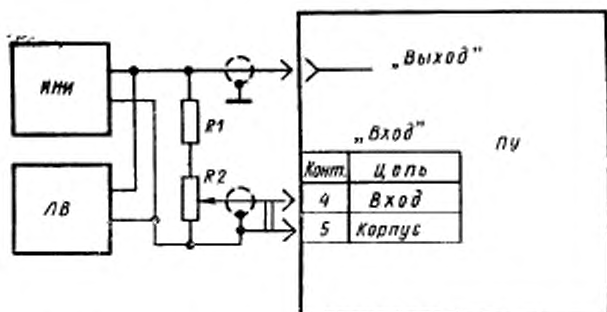 ИНИ
„Выход"
R1
„Вход"
ПУ
Конт. Цепь
R2
4 Вход
ЛВ
5 Корпус